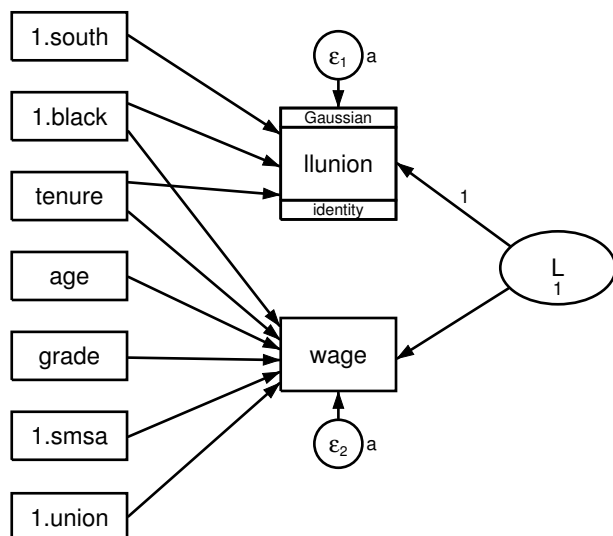 1.south
1.black
tenure
age
grade
1.smsa
1.union
ε1 a
Gaussian
llunion
identity
1
L
1
wage
ε2 a